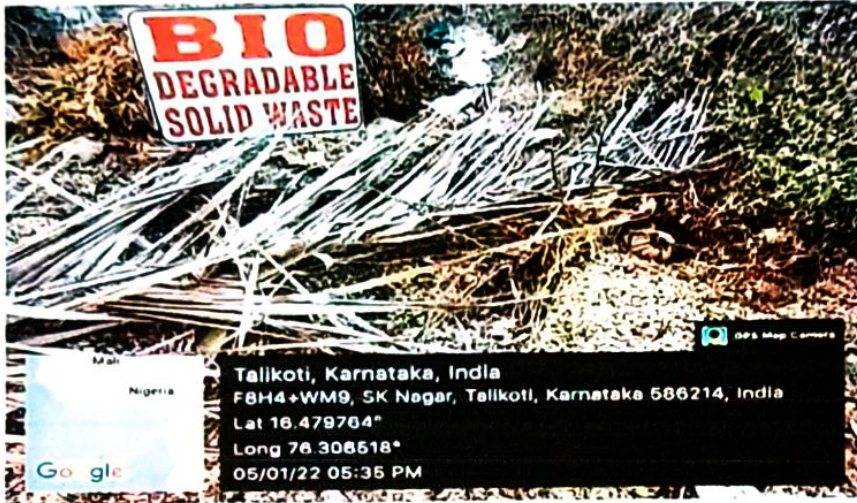 BIO
DEGRADABLE
SOLID WASTE
GPS Map Camera
Mali
Nigeria
Google
Talikoti, Karnataka, India
F8H4+WM9, SK Nagar, Talikoti, Karnataka 586214, India
Lat 16.479764°
Long 76.306518°
05/01/22 05:35 PM